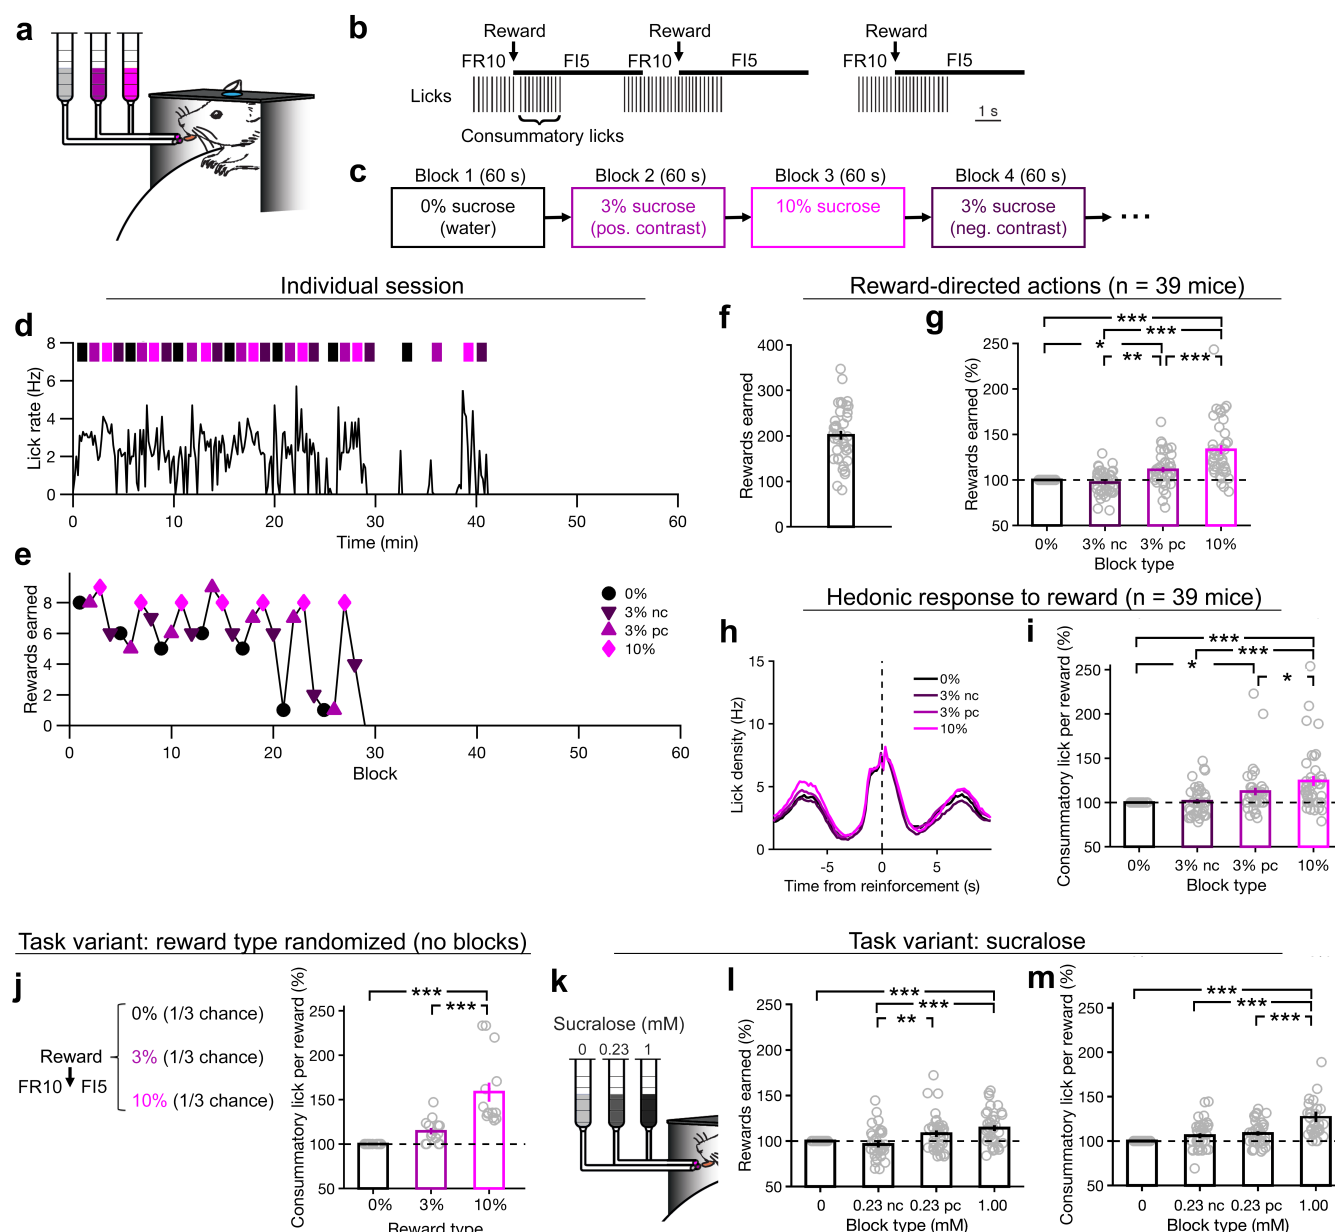 a
b
Reward
Reward
Reward
FR10
FI5
FR10
FI5
FR10
FI5
Licks
Consummatory licks
1 s
c
Block 1 (60 s)
Block 2 (60 s)
Block 3 (60 s)
Block 4 (60 s)
0% sucrose
(water)
3% sucrose
(pos. contrast)
10% sucrose
3% sucrose
(neg. contrast)
...
Individual session
Reward-directed actions (n = 39 mice)
d
Lick rate (Hz)
8
6
4
2
0
0
10
20
30
40
50
60
Time (min)
e
Rewards earned
8
6
4
2
0
0
10
20
30
40
50
60
Block
0%
3% nc
3% pc
10%
f
Rewards earned
400
300
200
100
0
g
Rewards earned (%)
250
200
150
100
50
***
***
*
**
***
0%
3% nc
3% pc
10%
Block type
Hedonic response to reward (n = 39 mice)
h
Lick density (Hz)
15
10
5
0
-5
0
5
Time from reinforcement (s)
0%
3% nc
3% pc
10%
i
Consummatory lick per reward (%)
250
200
150
100
50
***
***
*
*
0%
3% nc
3% pc
10%
Block type
Task variant: reward type randomized (no blocks)
Task variant: sucralose
j
Reward
FR10
FI5
0% (1/3 chance)
3% (1/3 chance)
10% (1/3 chance)
Consummatory lick per reward (%)
250
200
150
100
50
***
***
0%
3%
10%
Reward type
k
Sucralose (mM)
0
0.23
1
l
Rewards earned (%)
250
200
150
100
50
***
***
**
0
0.23 nc
0.23 pc
1.00
Block type (mM)
m
Consummatory lick per reward (%)
250
200
150
100
50
***
***
***
0
0.23 nc
0.23 pc
1.00
Block type (mM)